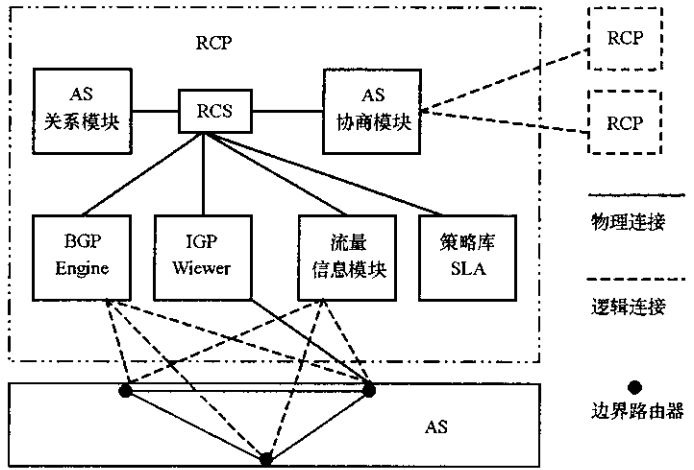 RCP
RCP
AS
关系模块
RCS
AS
协商模块
RCP
物理连接
BGP
Engine
IGP
Wiewer
流量
信息模块
策略库
SLA
逻辑连接
边界路由器
AS